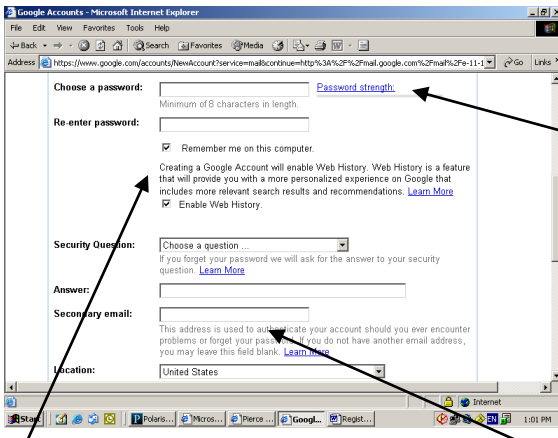 Google Accounts - Microsoft Internet Explorer
File Edit View Favorites Tools Help
Back Search Favorites Media
Address https://www.google.com/accounts/NewAccount?service=mail&continue=http%3A%2F%2Fmail.google.com%2Fmail%2Fe-11-1 Go Links
Choose a password: Password strength:
Minimum of 8 characters in length.
Re-enter password:
Remember me on this computer.
Creating a Google Account will enable Web History. Web History is a feature
that will provide you with a more personalized experience on Google that
includes more relevant search results and recommendations. Learn More
Enable Web History.
Security Question: Choose a question ...
If you forget your password we will ask for the answer to your security
question. Learn More
Answer:
Secondary email:
This address is used to authenticate your account should you ever encounter
problems or forget your password. If you do not have another email address,
you may leave this field blank. Learn More
Location: United States
Internet
Start Polaris... Micros... Pierce ... Googl... Regist... EN 1:01 PM